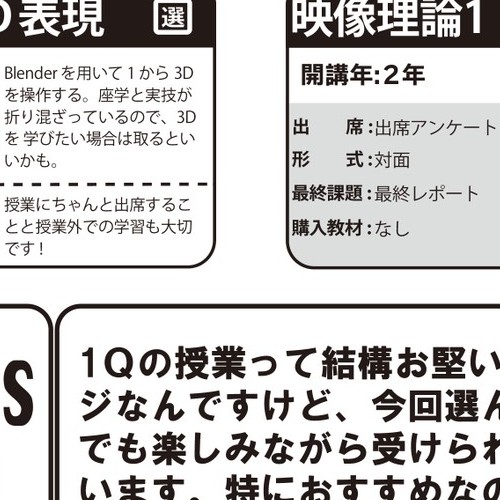 表現 選
Blenderを用いて1から3D
を操作する。座学と実技が
折り混ざっているので、3D
を学びたい場合は取るとい
いかも。
授業にちゃんと出席するこ
とと授業外での学習も大切
です！
映像理論1
開講年:2年
出　席:出席アンケート
形　式:対面
最終課題:最終レポート
購入教材:なし
S
1Qの授業って結構お堅い
ジなんですけど、今回選ん
でも楽しみながら受けられ
います。特におすすめなの